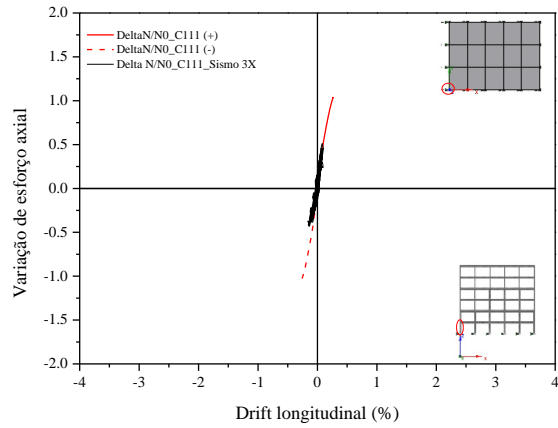 DeltaN/N0_C111 (+)
DeltaN/N0_C111 (-)
Delta N/N0_C111_Sismo 3X
Variação de esforço axial
2.0
1.5
1.0
0.5
0.0
-0.5
-1.0
-1.5
-2.0
-4 -3 -2 -1 0 1 2 3 4
Drift longitudinal (%)
X
X